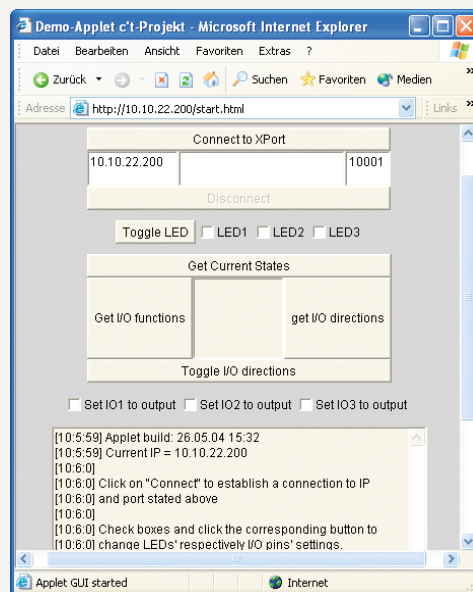 Demo-Applet c't-Projekt - Microsoft Internet Explorer
Datei Bearbeiten Ansicht Favoriten Extras ?
Zurück Suchen Favoriten Medien »
Adresse http://10.10.22.200/start.html Links »
Connect to XPort
10.10.22.200 10001
Disconnect
Toggle LED LED1 LED2 LED3
Get Current States
Get I/O functions get I/O directions
Toggle I/O directions
Set IO1 to output Set IO2 to output Set IO3 to output
[10:5:59] Applet build: 26.05.04 15:32
[10:5:59] Current IP = 10.10.22.200
[10:6:0]
[10:6:0] Click on "Connect" to establish a connection to IP
[10:6:0] and port stated above
[10:6:0]
[10:6:0] Check boxes and click the corresponding button to
[10:6:0] change LEDs' respectively I/O pins' settings.
Applet GUI started Internet